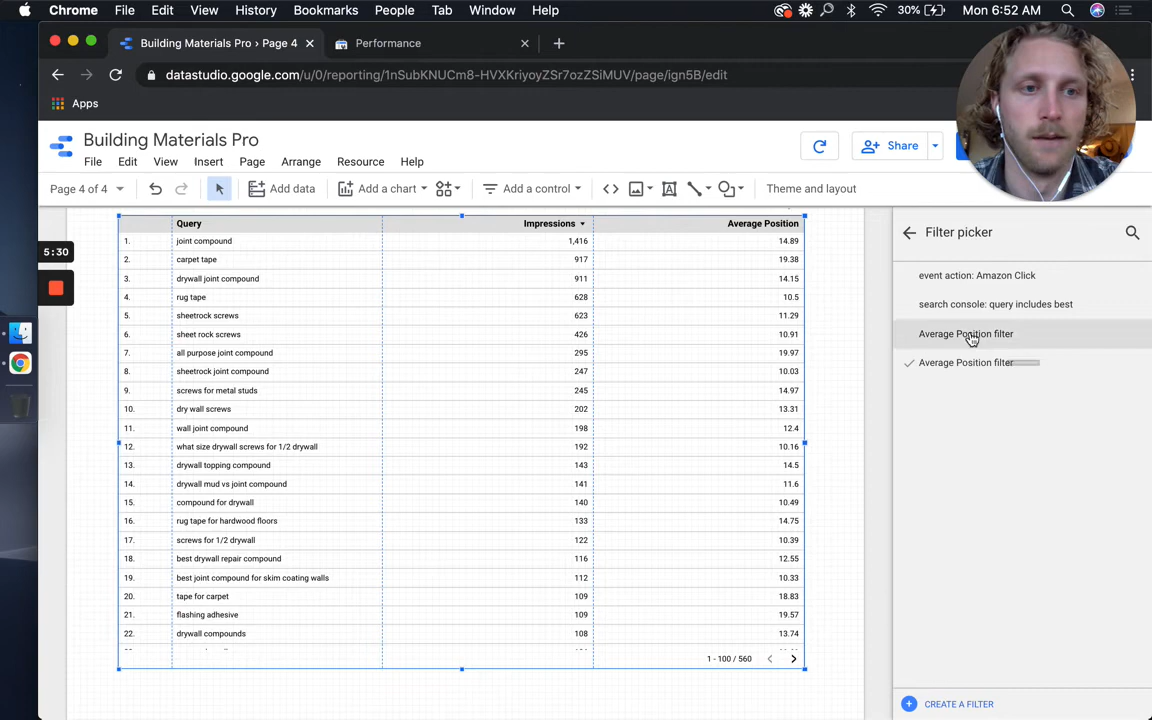 Chrome File Edit View History Bookmarks People Tab Window Help 30% Mon 6:52 AM
Building Materials Pro › Page 4 Performance
datastudio.google.com/u/0/reporting/1nSubKNUCm8-HVXKriyoyZSr7ozZSiMUV/page/ign5B/edit
Apps
Building Materials Pro
File Edit View Insert Page Arrange Resource Help
Share
Page 4 of 4 Add data Add a chart Add a control Theme and layout
5:30
Query Impressions Average Position
1. joint compound 1,416 14.89
2. carpet tape 917 19.38
3. drywall joint compound 911 14.15
4. rug tape 628 10.5
5. sheetrock screws 623 11.29
6. sheet rock screws 426 10.91
7. all purpose joint compound 295 19.97
8. sheetrock joint compound 247 10.03
9. screws for metal studs 245 14.97
10. dry wall screws 202 13.31
11. wall joint compound 198 12.4
12. what size drywall screws for 1/2 drywall 192 10.16
13. drywall topping compound 143 14.5
14. drywall mud vs joint compound 141 11.6
15. compound for drywall 140 10.49
16. rug tape for hardwood floors 133 14.75
17. screws for 1/2 drywall 122 10.39
18. best drywall repair compound 116 12.55
19. best joint compound for skim coating walls 112 10.33
20. tape for carpet 109 18.83
21. flashing adhesive 109 19.57
22. drywall compounds 108 13.74
1 - 100 / 560
Filter picker
event action: Amazon Click
search console: query includes best
Average Position filter
Average Position filter
CREATE A FILTER